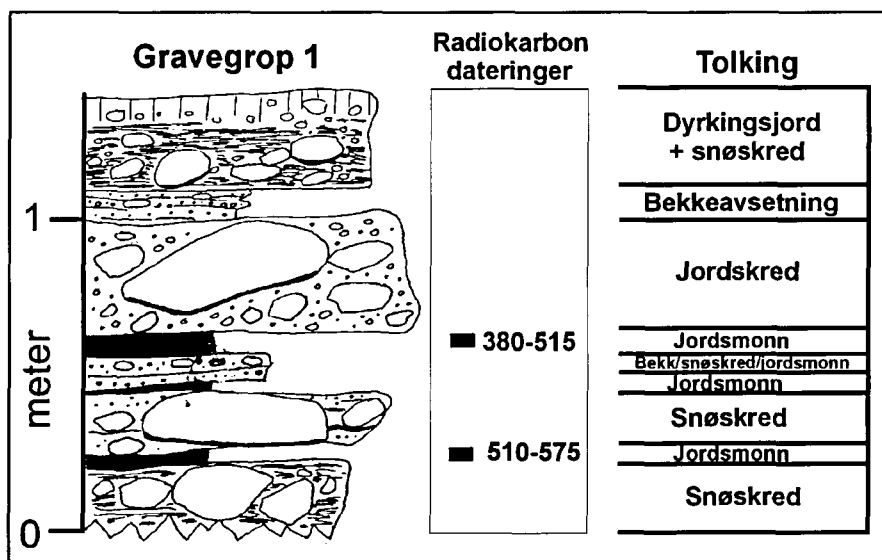 Gravegrop 1
Radiokarbon
dateringer
Tolking
Dyrkingsjord
+ snøskred
Bekkeavsetning
Jordskred
Jordsmonn
Bekk/snøskred/jordsmonn
Jordsmonn
Snøskred
Jordsmonn
Snøskred
380-515
510-575
1
meter
0